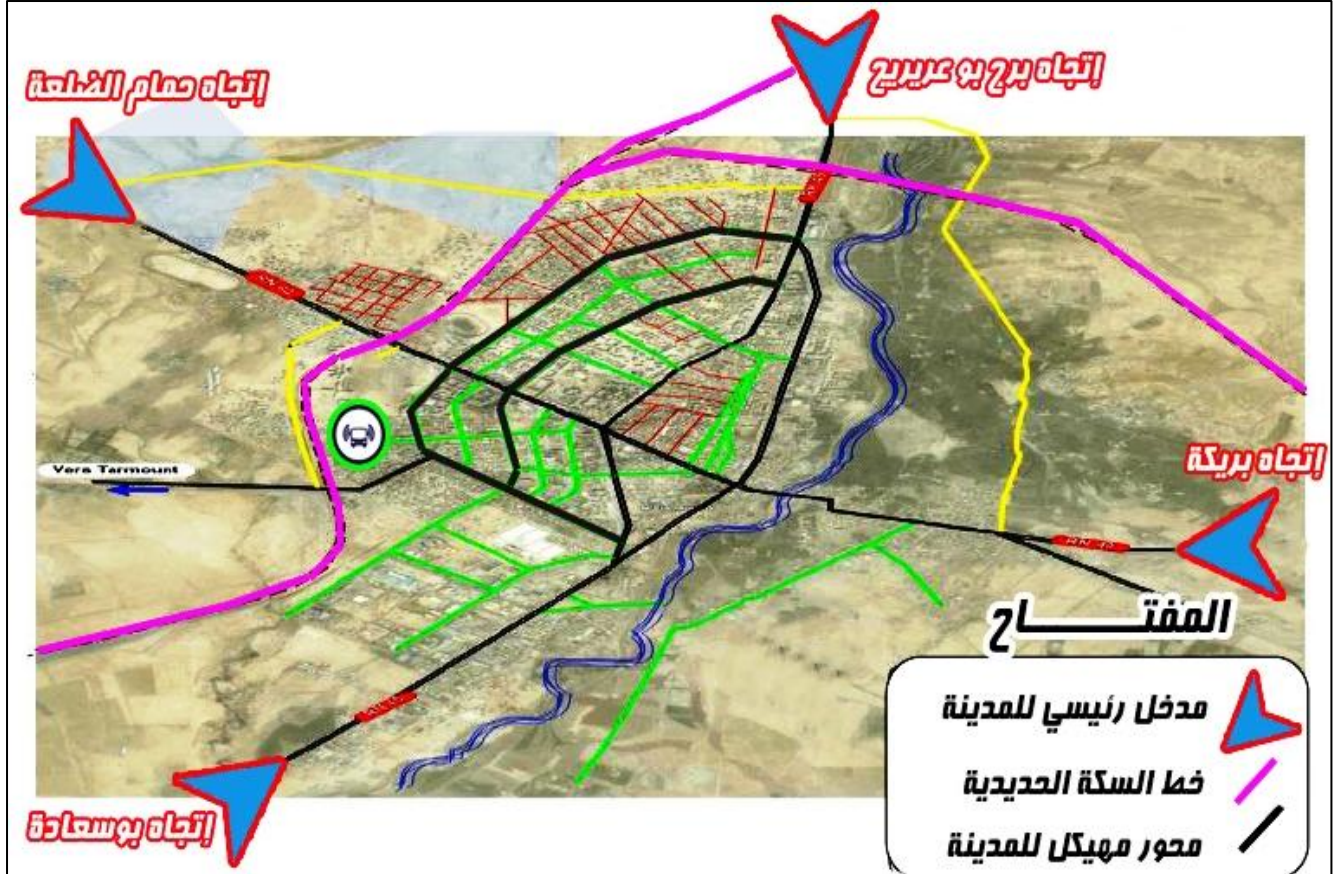 إتجاه برج بو عريريج
إتجاه حمام الضلعة
Vers Tarmount
إتجاه بريكة
إتجاه بوسعادة
المفتـــــاح
مدخل رئيسي للمدينة
خط السكة الحديدية
محور مهيكل للمدينة